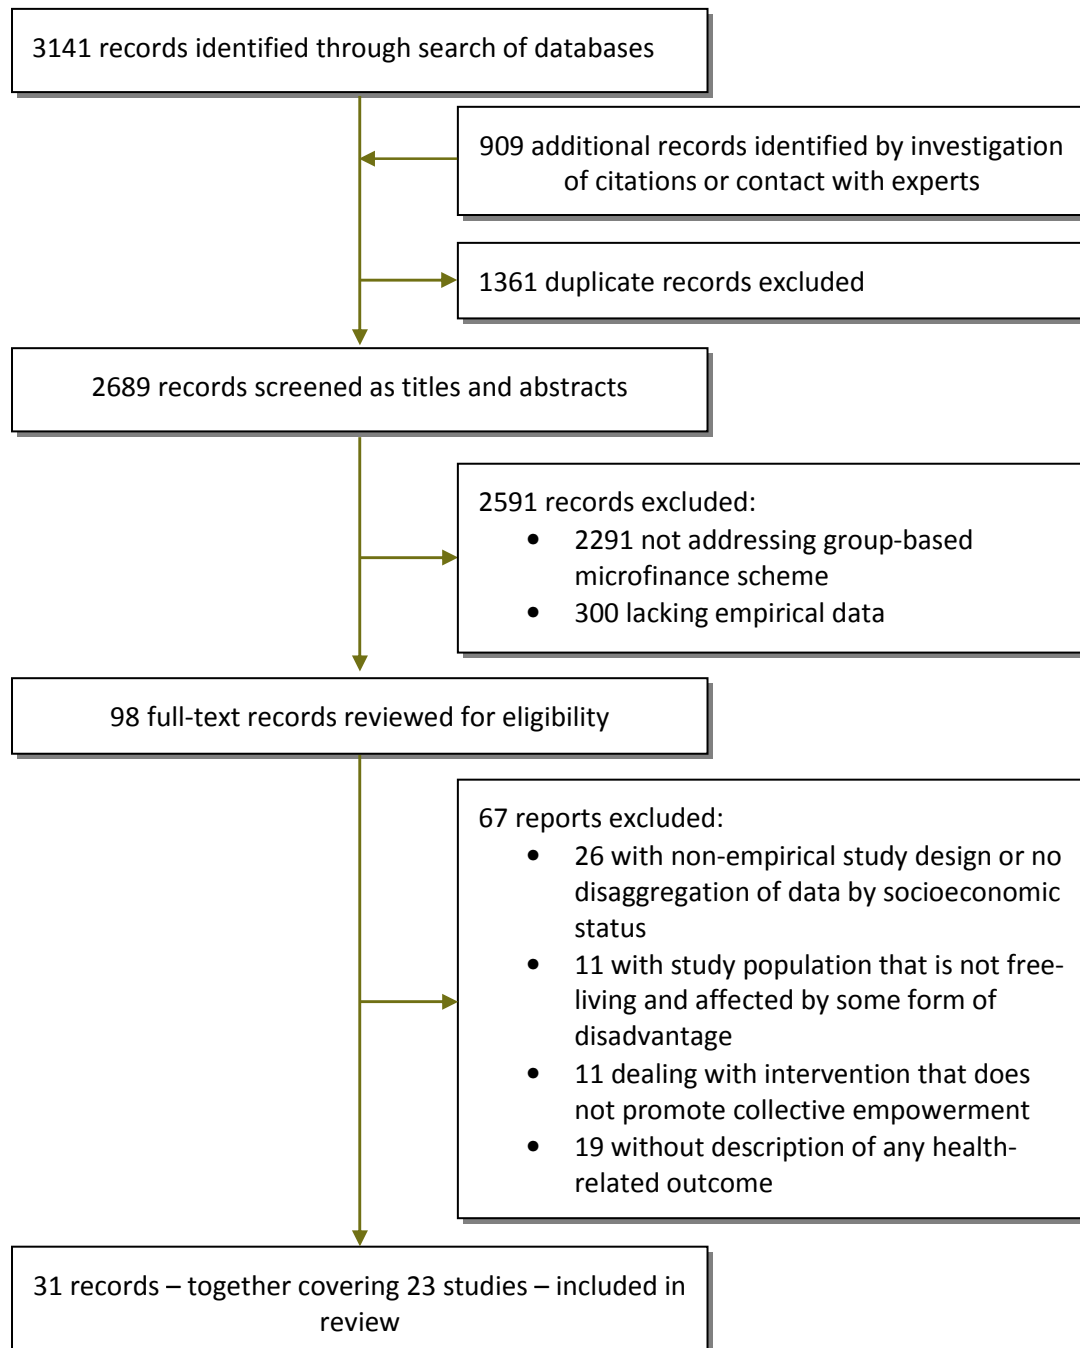 3141 records identified through search of databases
909 additional records identified by investigation
of citations or contact with experts
1361 duplicate records excluded
2689 records screened as titles and abstracts
2591 records excluded:
• 2291 not addressing group-based
microfinance scheme
• 300 lacking empirical data
98 full-text records reviewed for eligibility
67 reports excluded:
• 26 with non-empirical study design or no
disaggregation of data by socioeconomic
status
• 11 with study population that is not free-
living and affected by some form of
disadvantage
• 11 dealing with intervention that does
not promote collective empowerment
• 19 without description of any health-
related outcome
31 records – together covering 23 studies – included in
review